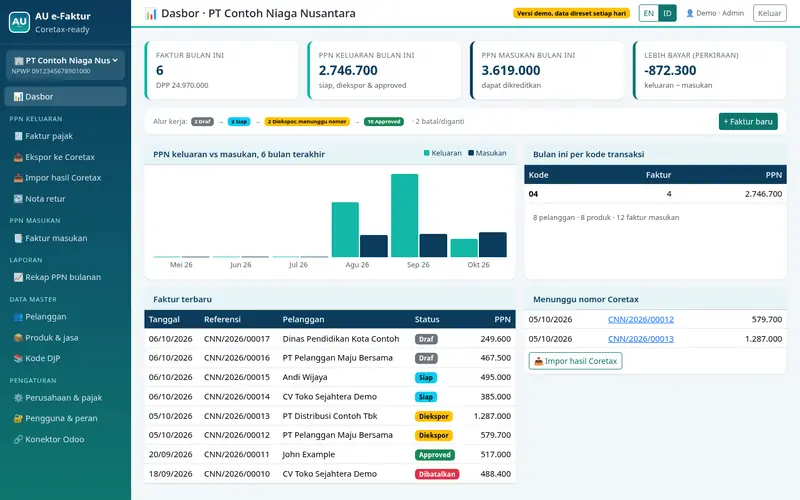 AU
AU e-Faktur
Coretax-ready
🏢 PT Contoh Niaga Nus
NPWP 0912345678901000
📊 Dasbor
PPN KELUARAN
🧾 Faktur pajak
📤 Ekspor ke Coretax
📥 Impor hasil Coretax
↩️ Nota retur
PPN MASUKAN
📑 Faktur masukan
LAPORAN
📈 Rekap PPN bulanan
DATA MASTER
👥 Pelanggan
📦 Produk & jasa
📚 Kode DJP
PENGATURAN
⚙️ Perusahaan & pajak
🔐 Pengguna & peran
🔗 Konektor Odoo
📊 Dasbor · PT Contoh Niaga Nusantara
Versi demo, data direset setiap hari
EN ID
👤 Demo · Admin
Keluar
FAKTUR BULAN INI
6
DPP 24.970.000
PPN KELUARAN BULAN INI
2.746.700
siap, diekspor & approved
PPN MASUKAN BULAN INI
3.619.000
dapat dikreditkan
LEBIH BAYAR (PERKIRAAN)
-872.300
keluaran − masukan
Alur kerja: 2 Draf → 2 Siap → 2 Diekspor, menunggu nomor → 10 Approved · 2 batal/diganti
+ Faktur baru
PPN keluaran vs masukan, 6 bulan terakhir
Keluaran Masukan
Mei 26 Jun 26 Jul 26 Agu 26 Sep 26 Okt 26
Bulan ini per kode transaksi
Kode Faktur PPN
04 4 2.746.700
8 pelanggan · 8 produk · 12 faktur masukan
Faktur terbaru
Tanggal Referensi Pelanggan Status PPN
06/10/2026 CNN/2026/00017 Dinas Pendidikan Kota Contoh Draf 249.600
06/10/2026 CNN/2026/00016 PT Pelanggan Maju Bersama Draf 467.500
06/10/2026 CNN/2026/00015 Andi Wijaya Siap 495.000
06/10/2026 CNN/2026/00014 CV Toko Sejahtera Demo Siap 385.000
05/10/2026 CNN/2026/00013 PT Distribusi Contoh Tbk Diekspor 1.287.000
05/10/2026 CNN/2026/00012 PT Pelanggan Maju Bersama Diekspor 579.700
20/09/2026 CNN/2026/00011 John Example Approved 517.000
18/09/2026 CNN/2026/00010 CV Toko Sejahtera Demo Dibatalkan 488.400
Menunggu nomor Coretax
05/10/2026 CNN/2026/00012 579.700
05/10/2026 CNN/2026/00013 1.287.000
📥 Impor hasil Coretax